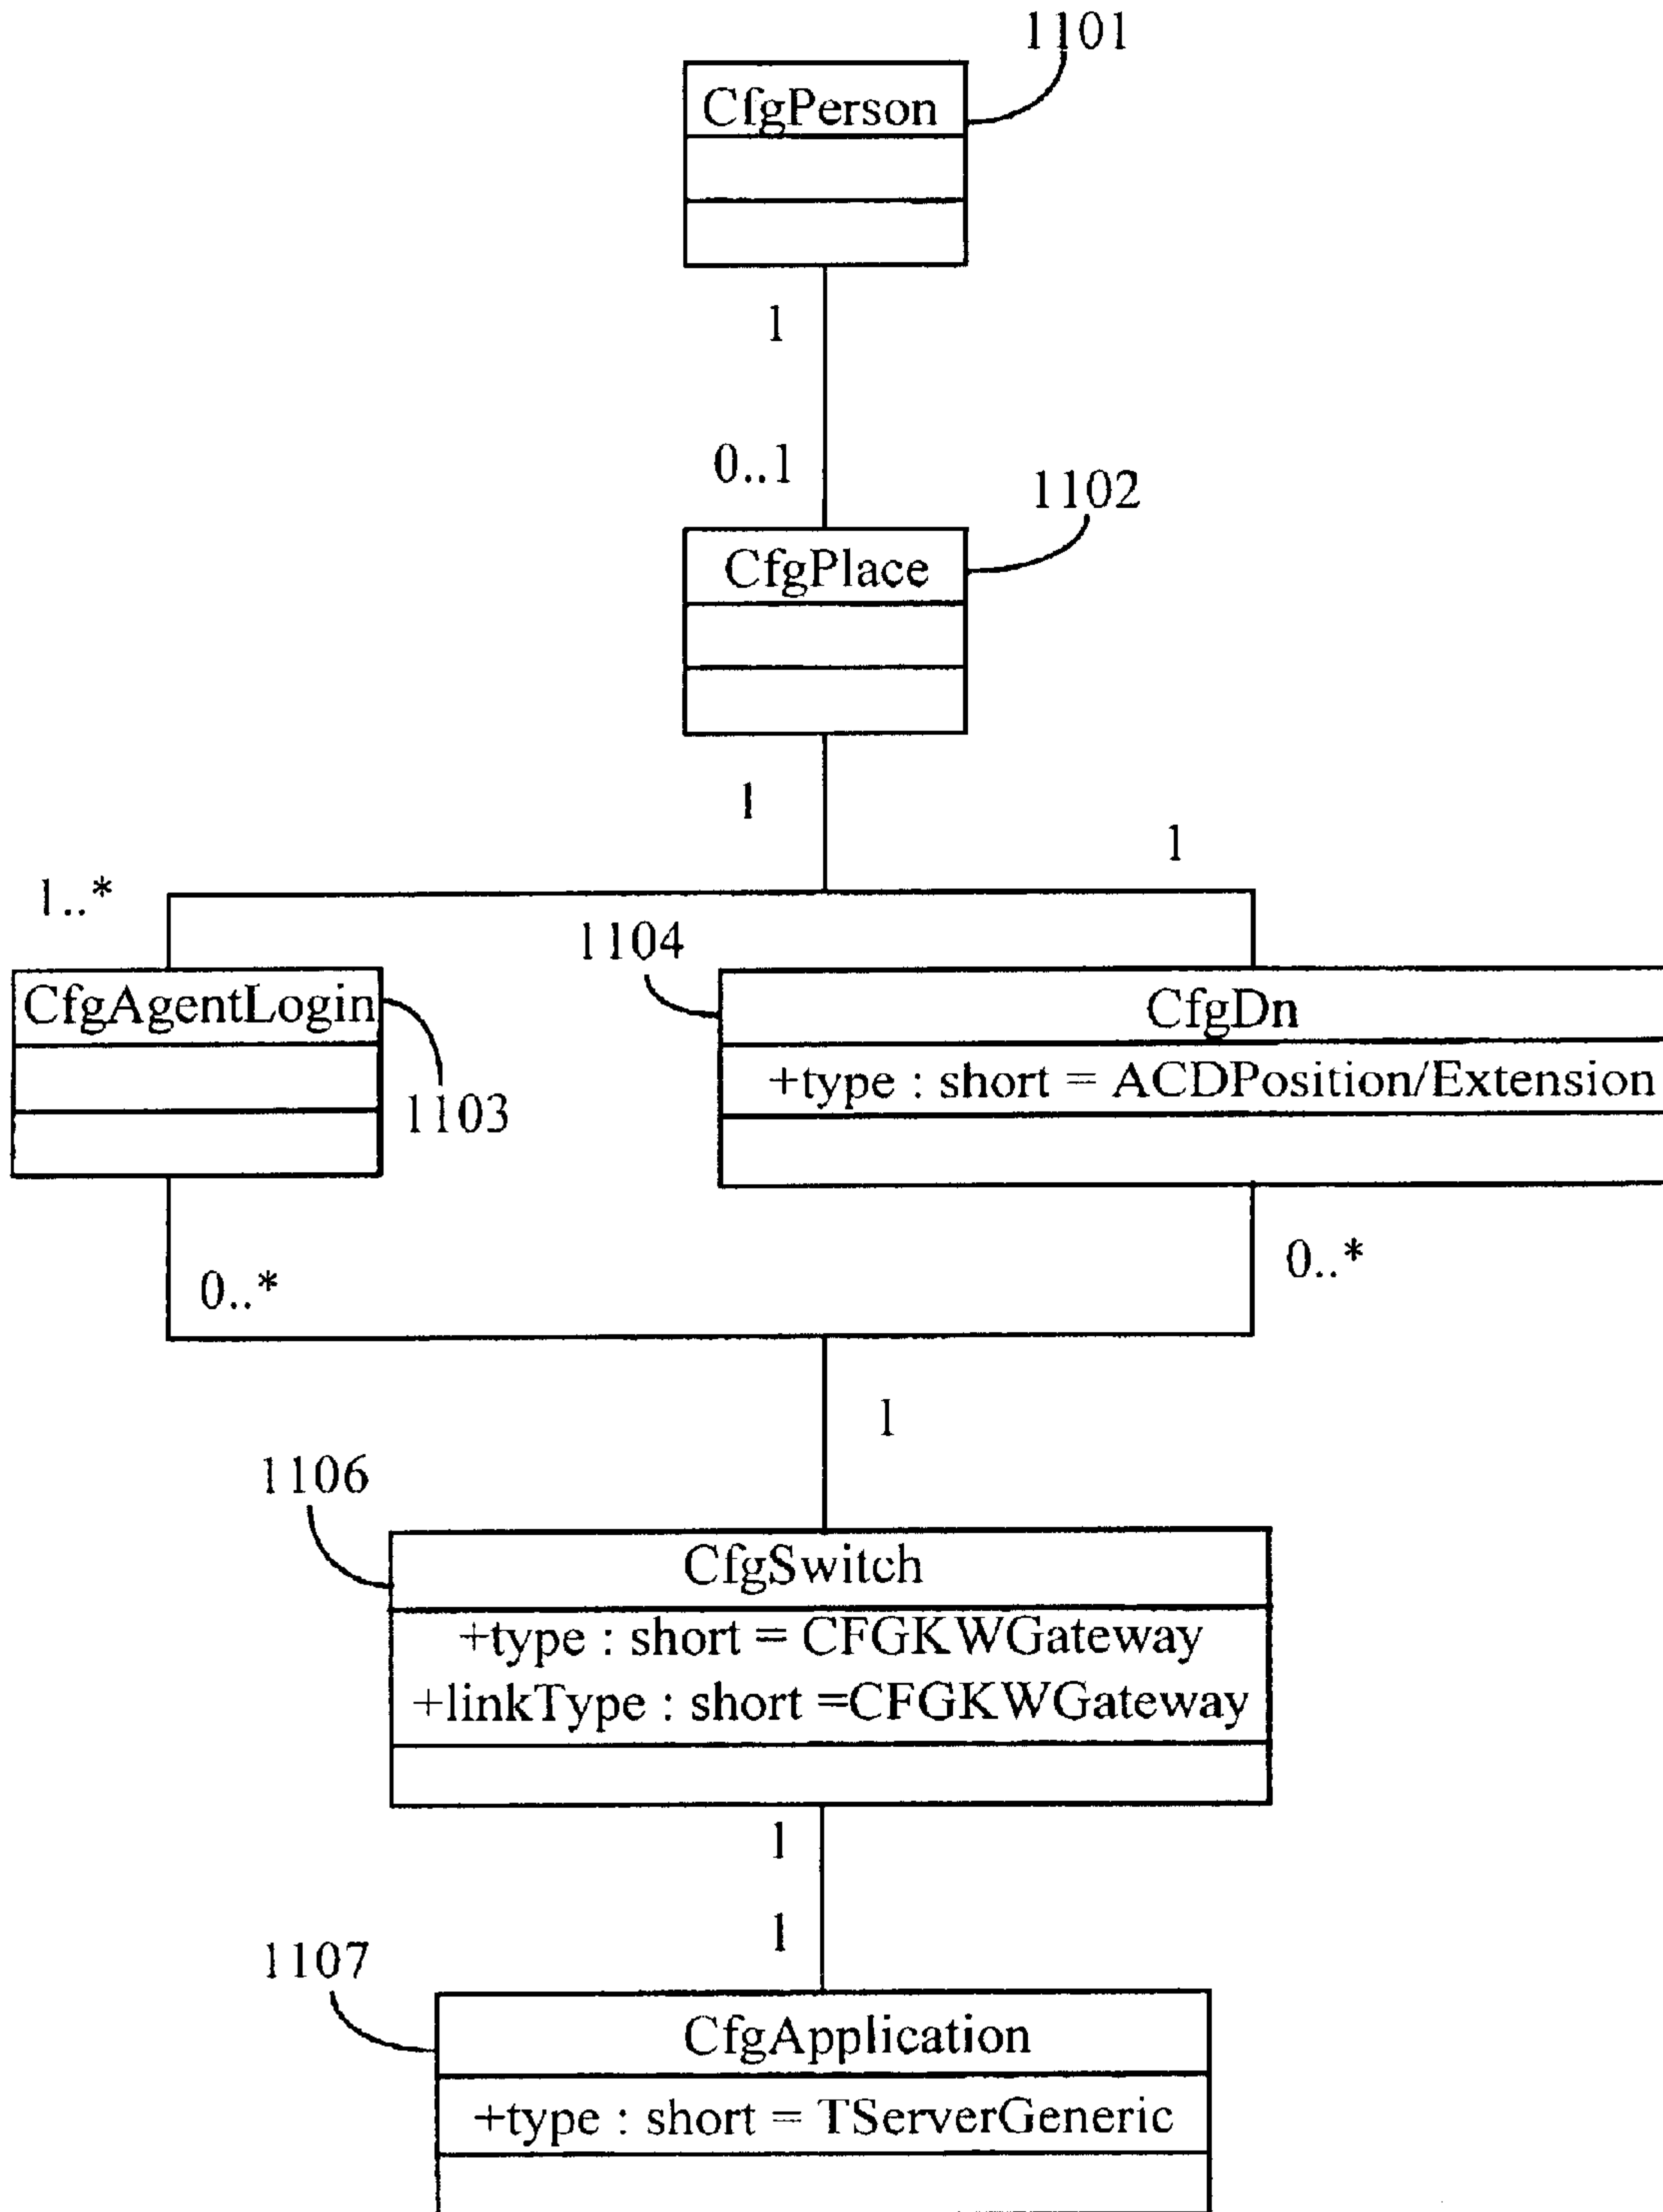 1101
CfgPerson
1
0..1
1102
CfgPlace
1
1
1..*
1104
CfgAgentLogin
CfgDn
+type : short = ACDPosition/Extension
1103
0..*
0..*
1
1106
CfgSwitch
+type : short = CFGKWGateway
+linkType : short =CFGKWGateway
1
1
1107
CfgApplication
+type : short = TServerGeneric